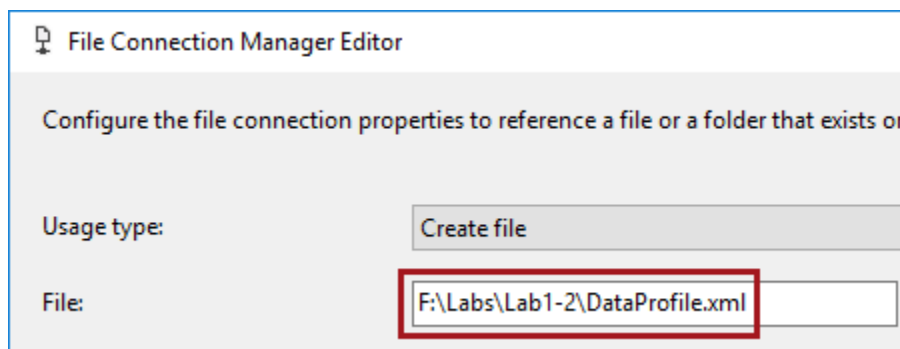 File Connection Manager Editor
Configure the file connection properties to reference a file or a folder that exists or
Usage type:
Create file
File:
F:\Labs\Lab1-2\DataProfile.xml